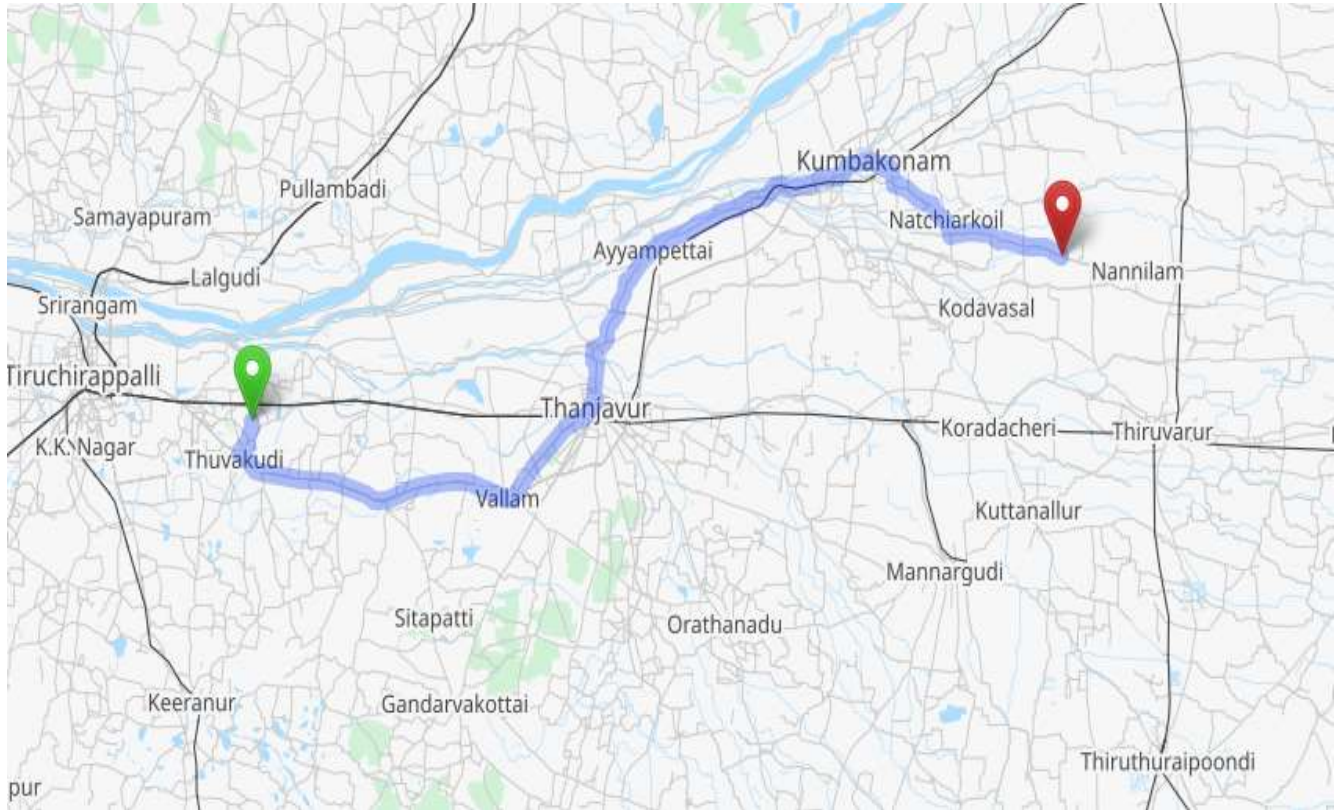 Kumbakonam
Pullambadi
Samayapuram
Natchiarkoil
Ayyampettai
Nannilam
Lalgudi
Srirangam
Kodavasal
Tiruchirappalli
Thanjavur
Koradacheri
Thiruvarur
K.K. Nagar
Thuvakudi
Vallam
Kuttanallur
Mannargudi
Sitapatti
Orathanadu
Keeranur
Gandarvakottai
Thiruthuraipoondi
pur